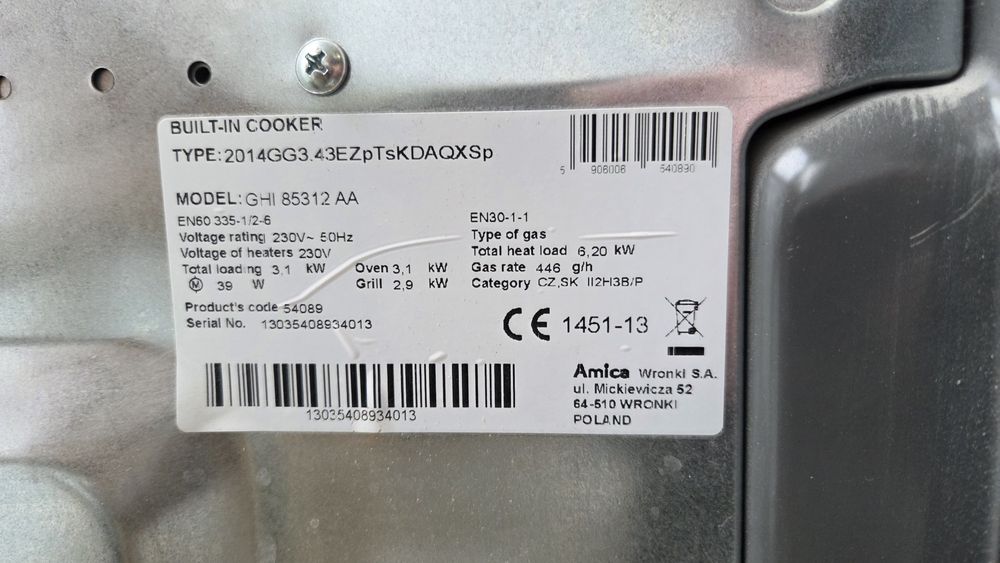 BUILT-IN COOKER
TYPE: 2014GG3.43EZpTsKDAQXSp
5 906006 540890
MODEL: GHI 85312 AA
EN60 335-1/2-6
Voltage rating 230V~ 50Hz
Voltage of heaters 230V
Total loading 3,1 kW Oven 3,1 kW
M 39 W Grill 2,9 kW
EN30-1-1
Type of gas
Total heat load 6,20 kW
Gas rate 446 g/h
Category CZ,SK II2H3B/P
Product's code 54089
Serial No. 13035408934013
CE 1451-13
13035408934013
Amica Wronki S.A.
ul. Mickiewicza 52
64-510 WRONKI
POLAND